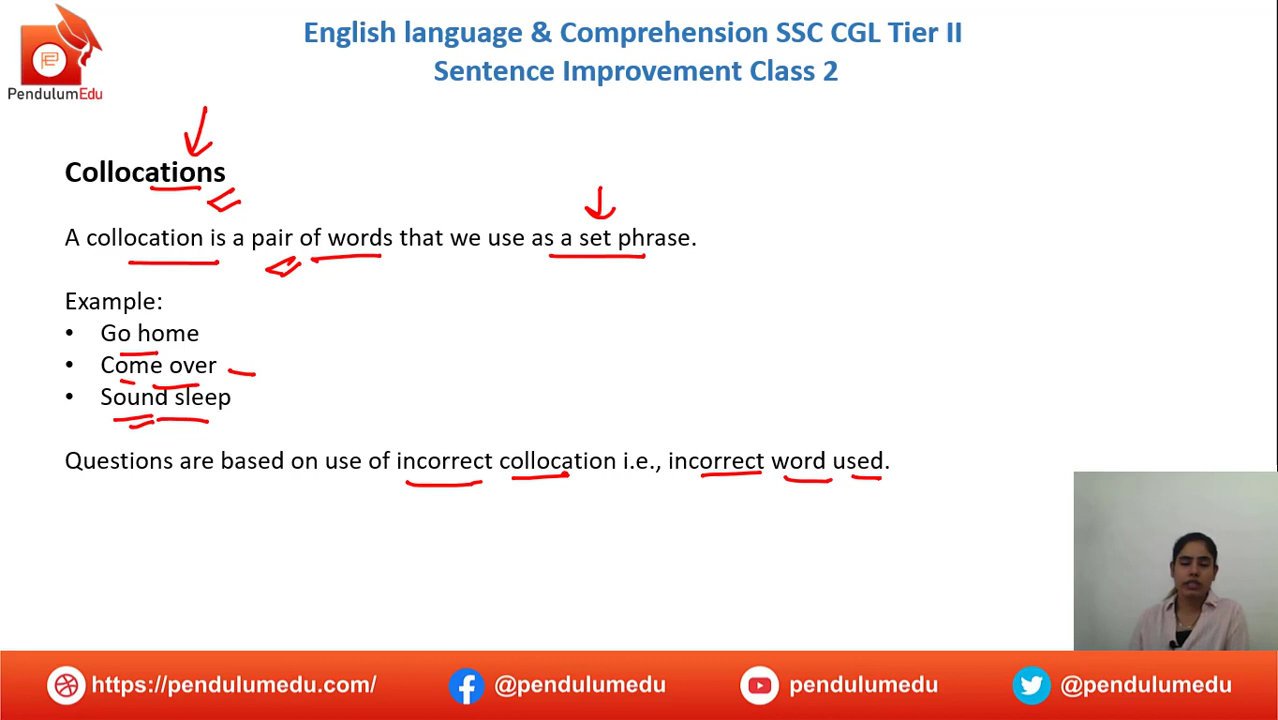 English language & Comprehension SSC CGL Tier II
Sentence Improvement Class 2
PendulumEdu
Collocations
A collocation is a pair of words that we use as a set phrase.
Example:
• Go home
• Come over
• Sound sleep
Questions are based on use of incorrect collocation i.e., incorrect word used.
https://pendulumedu.com/ @pendulumedu pendulumedu @pendulumedu